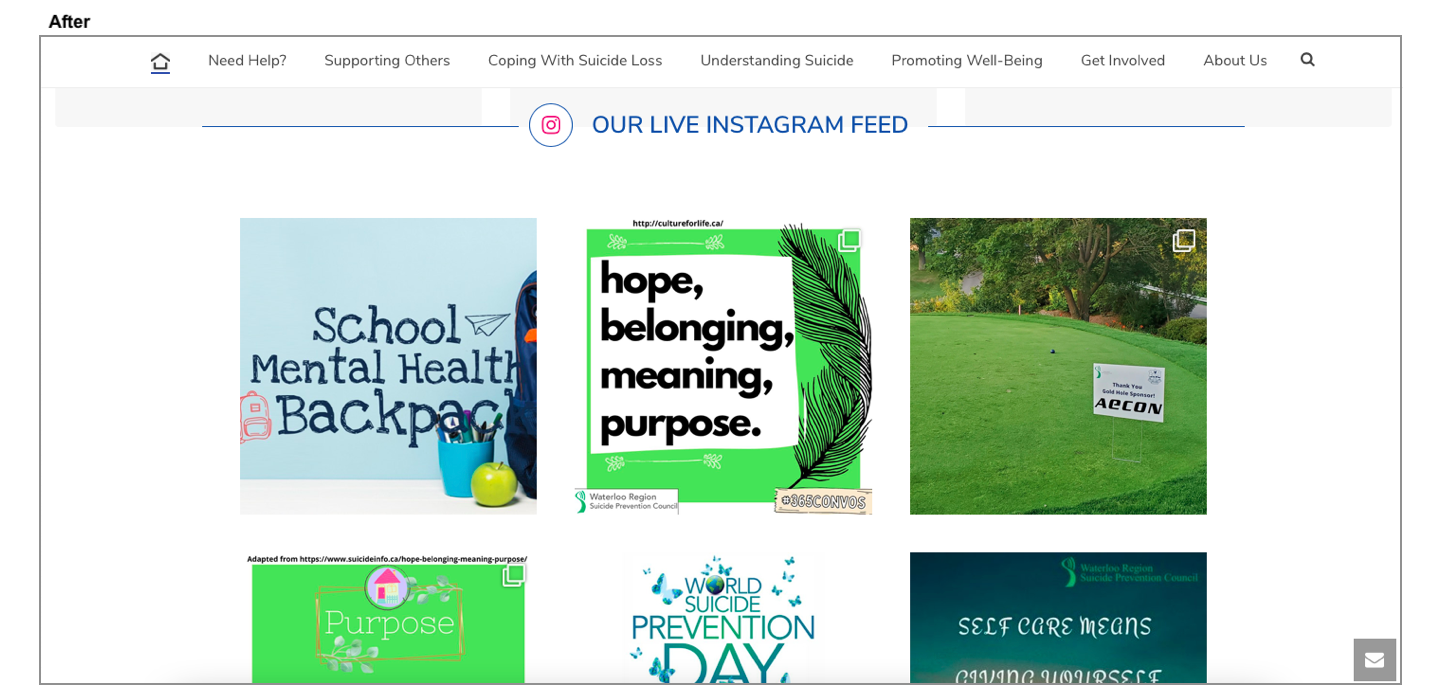 After
Need Help? Supporting Others Coping With Suicide Loss Understanding Suicide Promoting Well-Being Get Involved About Us
OUR LIVE INSTAGRAM FEED
School
Mental Health
Backpack
http://cultureforlife.ca/
hope,
belonging,
meaning,
purpose.
Waterloo Region
Suicide Prevention Council
#365CONVOS
Thank You
Gold Hole Sponsor!
AECON
Adapted from https://www.suicideinfo.ca/hope-belonging-meaning-purpose/
Purpose
WORLD
SUICIDE
PREVENTION
DAY
Waterloo Region
Suicide Prevention Council
SELF CARE MEANS
GIVING YOURSELF